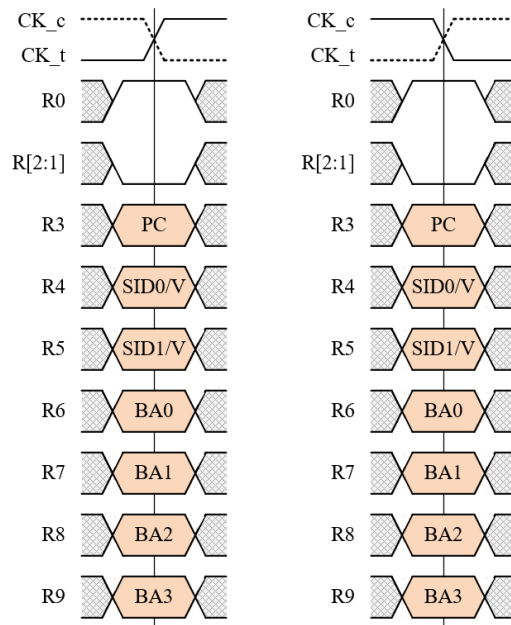 CK_c
CK_t
R0
R[2:1]
R3 PC
R4 SID0/V
R5 SID1/V
R6 BA0
R7 BA1
R8 BA2
R9 BA3
CK_c
CK_t
R0
R[2:1]
R3 PC
R4 SID0/V
R5 SID1/V
R6 BA0
R7 BA1
R8 BA2
R9 BA3